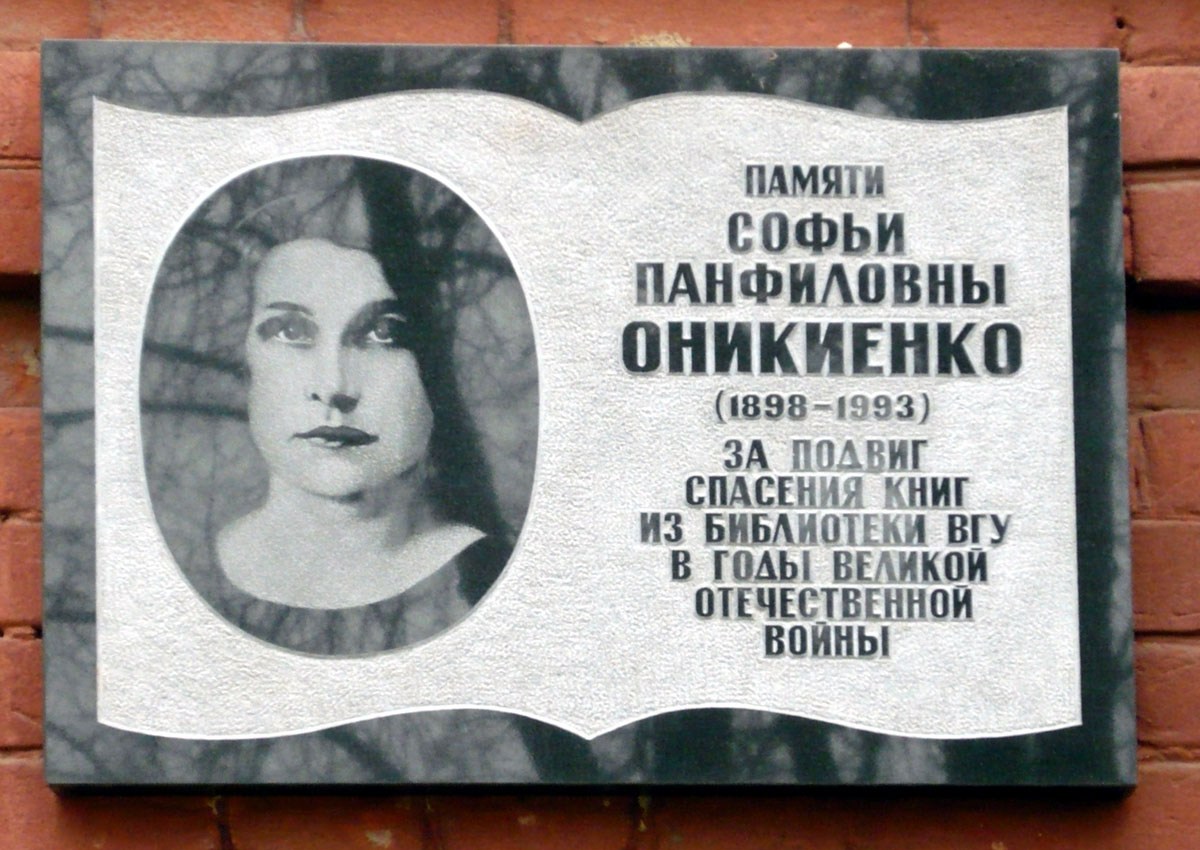 ПАМЯТИ
СОФЬИ
ПАНФИЛОВНЫ
ОНИКИЕНКО
(1898–1993)
ЗА ПОДВИГ
СПАСЕНИЯ КНИГ
ИЗ БИБЛИОТЕКИ ВГУ
В ГОДЫ ВЕЛИКОЙ
ОТЕЧЕСТВЕННОЙ
ВОЙНЫ